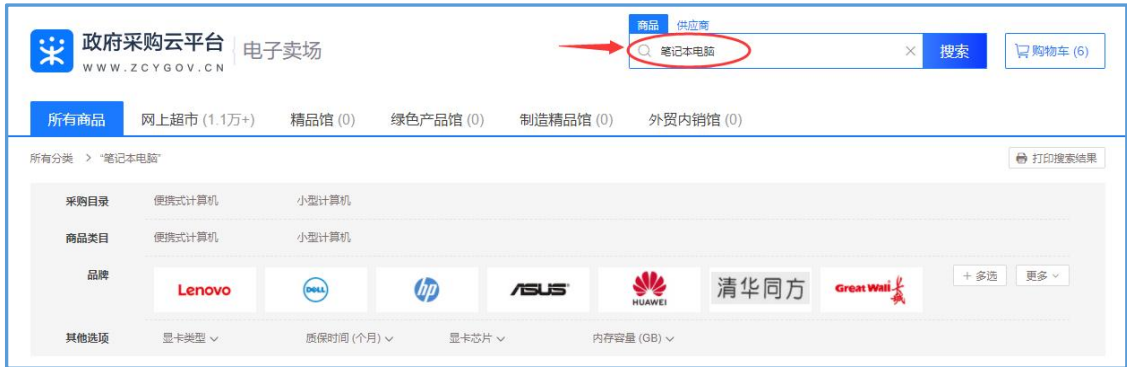 商品 供应商
政府采购云平台 电子卖场
WWW.ZCYGOV.CN
笔记本电脑 搜索 购物车 (6)
所有商品 网上超市 (1.1万+) 精品馆 (0) 绿色产品馆 (0) 制造精品馆 (0) 外贸内销馆 (0)
所有分类 > “笔记本电脑” 打印搜索结果
采购目录 便携式计算机 小型计算机
商品类目 便携式计算机 小型计算机
品牌 Lenovo DELL hp ASUS HUAWEI 清华同方 Great Wall + 多选 更多
其他选项 显卡类型 质保时间 (个月) 显卡芯片 内存容量 (GB)